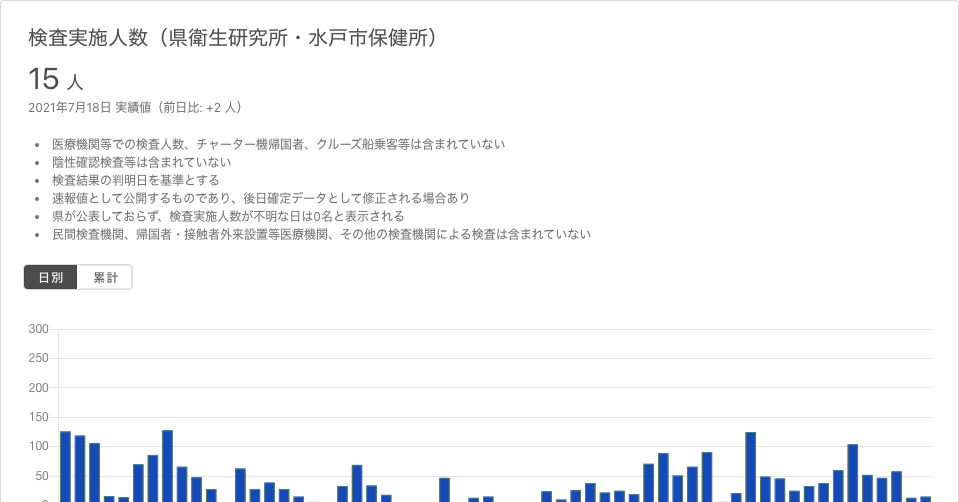 検査実施人数（県衛生研究所・水戸市保健所）
15 人
2021年7月18日 実績値（前日比: +2 人）
• 医療機関等での検査人数、チャーター機帰国者、クルーズ船乗客等は含まれていない
• 陰性確認検査等は含まれていない
• 検査結果の判明日を基準とする
• 速報値として公開するものであり、後日確定データとして修正される場合あり
• 県が公表しておらず、検査実施人数が不明な日は0名と表示される
• 民間検査機関、帰国者・接触者外来設置等医療機関、その他の検査機関による検査は含まれていない
日別 累計
300
250
200
150
100
50